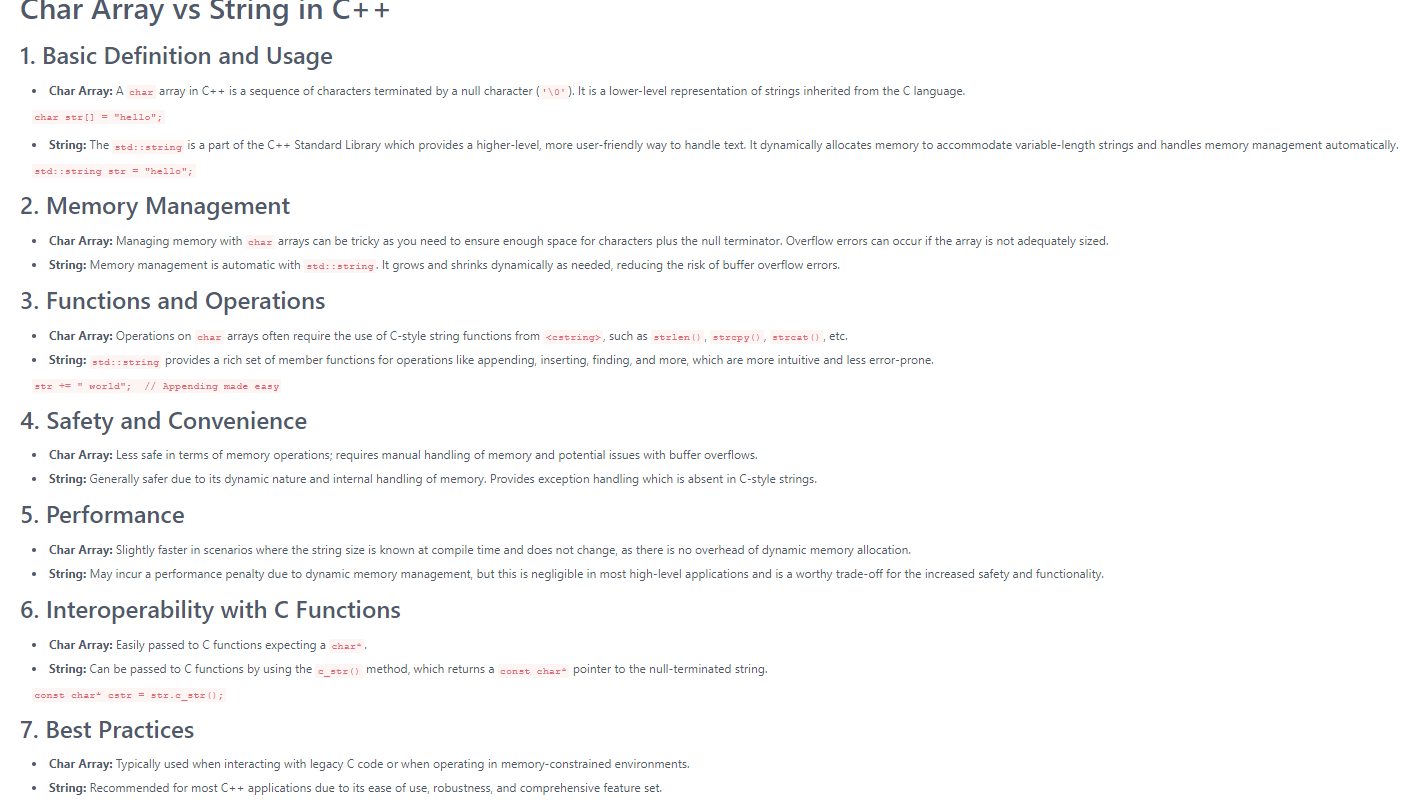 Char Array vs String in C++
1. Basic Definition and Usage
• Char Array: A char array in C++ is a sequence of characters terminated by a null character ('\0'). It is a lower-level representation of strings inherited from the C language.
char str[] = "hello";
• String: The std::string is a part of the C++ Standard Library which provides a higher-level, more user-friendly way to handle text. It dynamically allocates memory to accommodate variable-length strings and handles memory management automatically.
std::string str = "hello";
2. Memory Management
• Char Array: Managing memory with char arrays can be tricky as you need to ensure enough space for characters plus the null terminator. Overflow errors can occur if the array is not adequately sized.
• String: Memory management is automatic with std::string. It grows and shrinks dynamically as needed, reducing the risk of buffer overflow errors.
3. Functions and Operations
• Char Array: Operations on char arrays often require the use of C-style string functions from <cstring>, such as strlen(), strcpy(), strcat(), etc.
• String: std::string provides a rich set of member functions for operations like appending, inserting, finding, and more, which are more intuitive and less error-prone.
str += " world";  // Appending made easy
4. Safety and Convenience
• Char Array: Less safe in terms of memory operations; requires manual handling of memory and potential issues with buffer overflows.
• String: Generally safer due to its dynamic nature and internal handling of memory. Provides exception handling which is absent in C-style strings.
5. Performance
• Char Array: Slightly faster in scenarios where the string size is known at compile time and does not change, as there is no overhead of dynamic memory allocation.
• String: May incur a performance penalty due to dynamic memory management, but this is negligible in most high-level applications and is a worthy trade-off for the increased safety and functionality.
6. Interoperability with C Functions
• Char Array: Easily passed to C functions expecting a char*.
• String: Can be passed to C functions by using the c_str() method, which returns a const char* pointer to the null-terminated string.
const char* cstr = str.c_str();
7. Best Practices
• Char Array: Typically used when interacting with legacy C code or when operating in memory-constrained environments.
• String: Recommended for most C++ applications due to its ease of use, robustness, and comprehensive feature set.